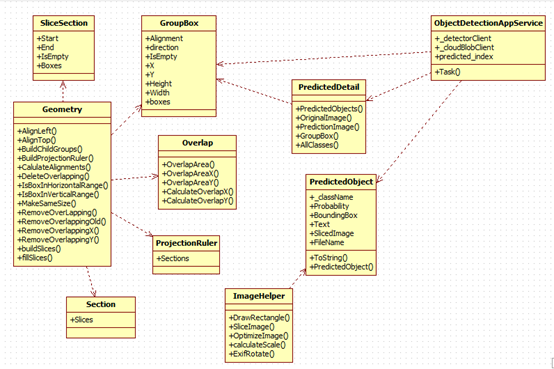 SliceSection
+Start
+End
+IsEmpty
+Boxes
GroupBox
+Alignment
+direction
+IsEmpty
+X
+Y
+Height
+Width
+boxes
ObjectDetectionAppService
+_detectorClient
+_cloudBlobClient
+predicted_index
+Task()
PredictedDetail
+PredictedObjects()
+OriginalImage()
+PredictionImage()
+GroupBox()
+AllClasses()
Geometry
+AlignLeft()
+AlignTop()
+BuildChildGroups()
+BuildProjectionRuler()
+CalulateAlignments()
+DeleteOverlapping()
+IsBoxInHorizontalRange()
+IsBoxInVerticalRange()
+MakeSameSize()
+RemoveOverLapping()
+RemoveOverlappingOld()
+RemoveOverlappingX()
+RemoveOverlappingY()
+buildSlices()
+fillSlices()
Overlap
+OverlapArea()
+OverlapAreaX()
+OverlapAreaY()
+CalculateOverlapX()
+CalculateOverlapY()
PredictedObject
+_className
+Probability
+BoundingBox
+Text
+SlicedImage
+FileName
+ToString()
+PredictedObject()
ProjectionRuler
+Sections
Section
+Slices
ImageHelper
+DrawRectangle()
+SliceImage()
+OptimizeImage()
+calculateScale()
+ExifRotate()